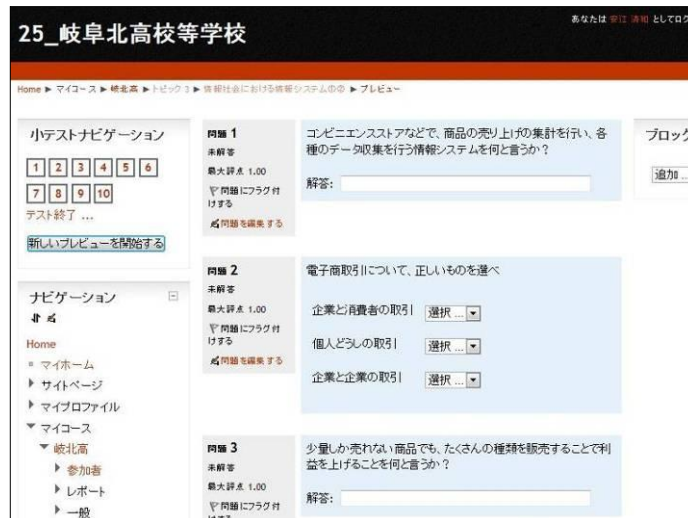 25_岐阜北高校等学校
あなたは 安江 清和 としてログ
Home ▶ マイコース ▶ 岐北高 ▶ トピック 1 ▶ 情報社会における情報システムの② ▶ プレビュー
小テストナビゲーション
1 2 3 4 5 6
7 8 9 10
テスト終了 ...
新しいプレビューを開始する
ナビゲーション
Home
マイホーム
サイトページ
マイプロファイル
マイコース
岐北高
参加者
レポート
一般
問題 1
未解答
最大評点 1.00
問題にフラグ付
けする
問題を編集する
コンビニエンスストアなどで、商品の売り上げの集計を行い、各
種のデータ収集を行う情報システムを何と言うか?
解答:
問題 2
未解答
最大評点 1.00
問題にフラグ付
けする
問題を編集する
電子商取引について、正しいものを選べ
企業と消費者の取引 選択 ...
個人どうしの取引 選択 ...
企業と企業の取引 選択 ...
問題 3
未解答
最大評点 1.00
問題にフラグ付
少量しか売れない商品でも、たくさんの種類を販売することで利
益を上げることを何と言うか?
解答:
ブロック
追加 ...